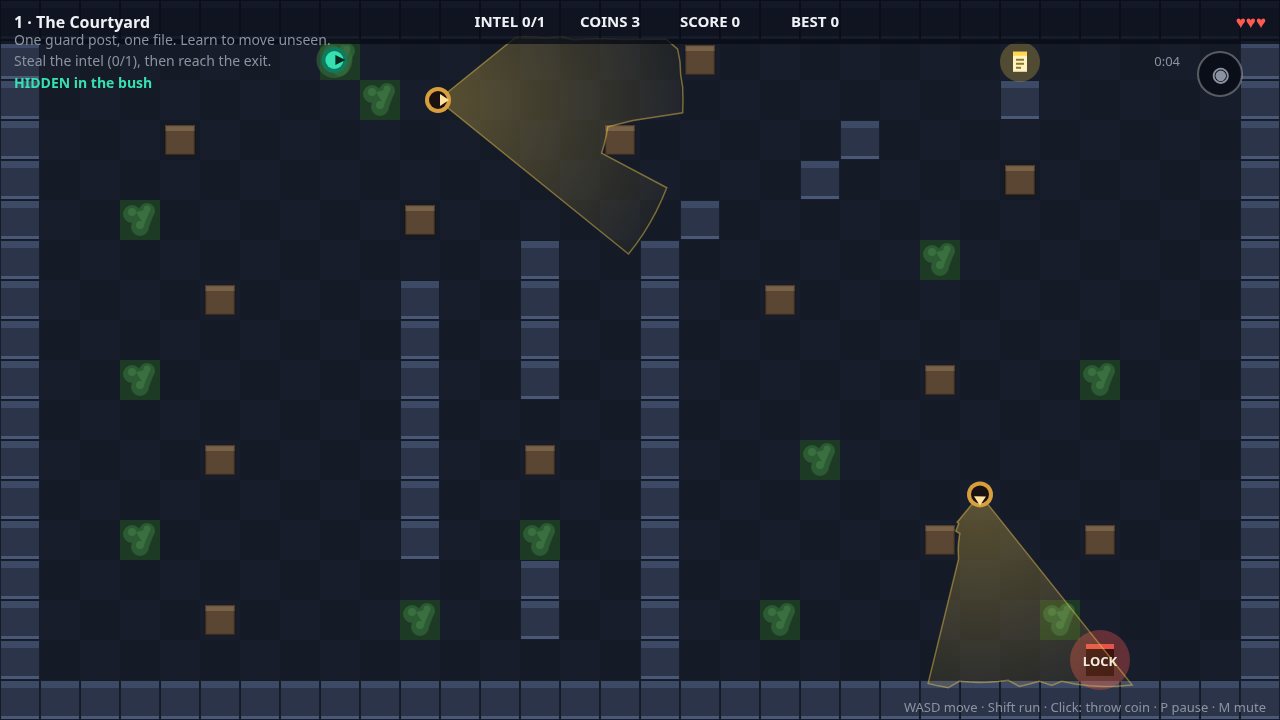 1 · The Courtyard INTEL 0/1 COINS 3 SCORE 0 BEST 0 ♥♥♥
One guard post, one file. Learn to move unseen.
Steal the intel (0/1), then reach the exit. 0:04
HIDDEN in the bush
LOCK
WASD move · Shift run · Click: throw coin · P pause · M mute